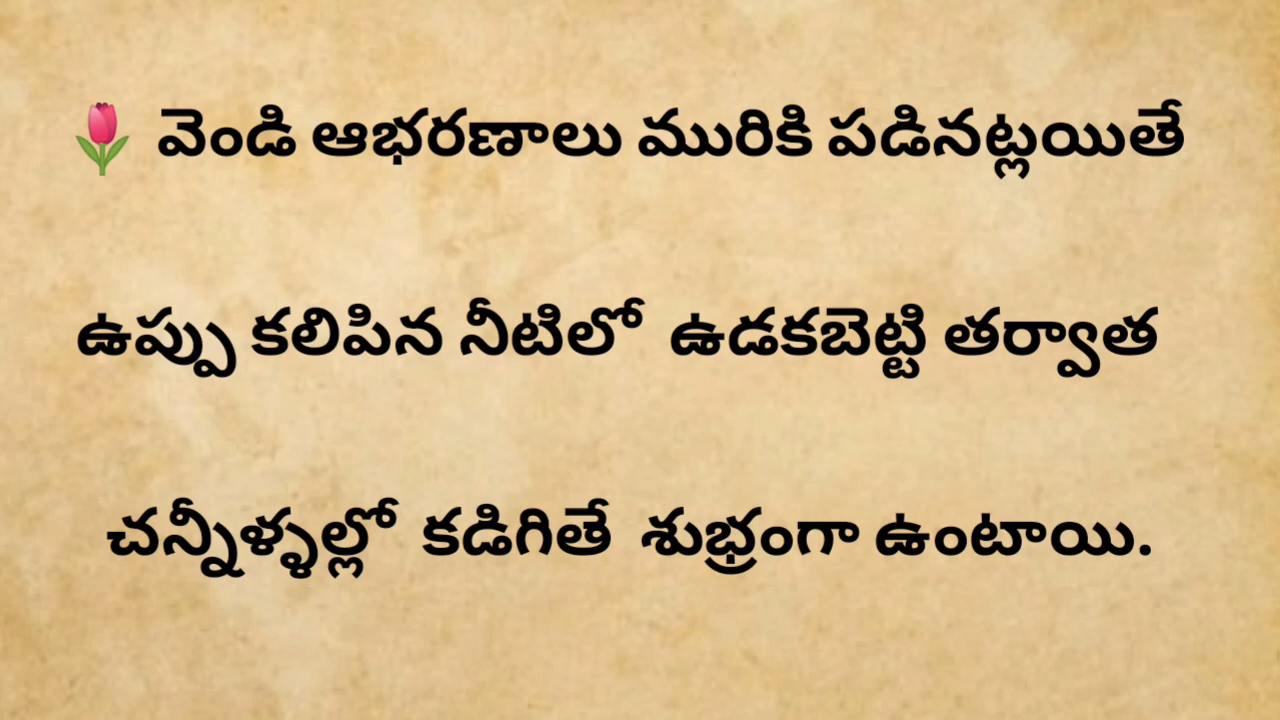 🌷 వెండి ఆభరణాలు మురికి పడినట్లయితే
ఉప్పు కలిపిన నీటిలో ఉడకబెట్టి తర్వాత
చన్నీళ్ళల్లో కడిగితే శుభ్రంగా ఉంటాయి.